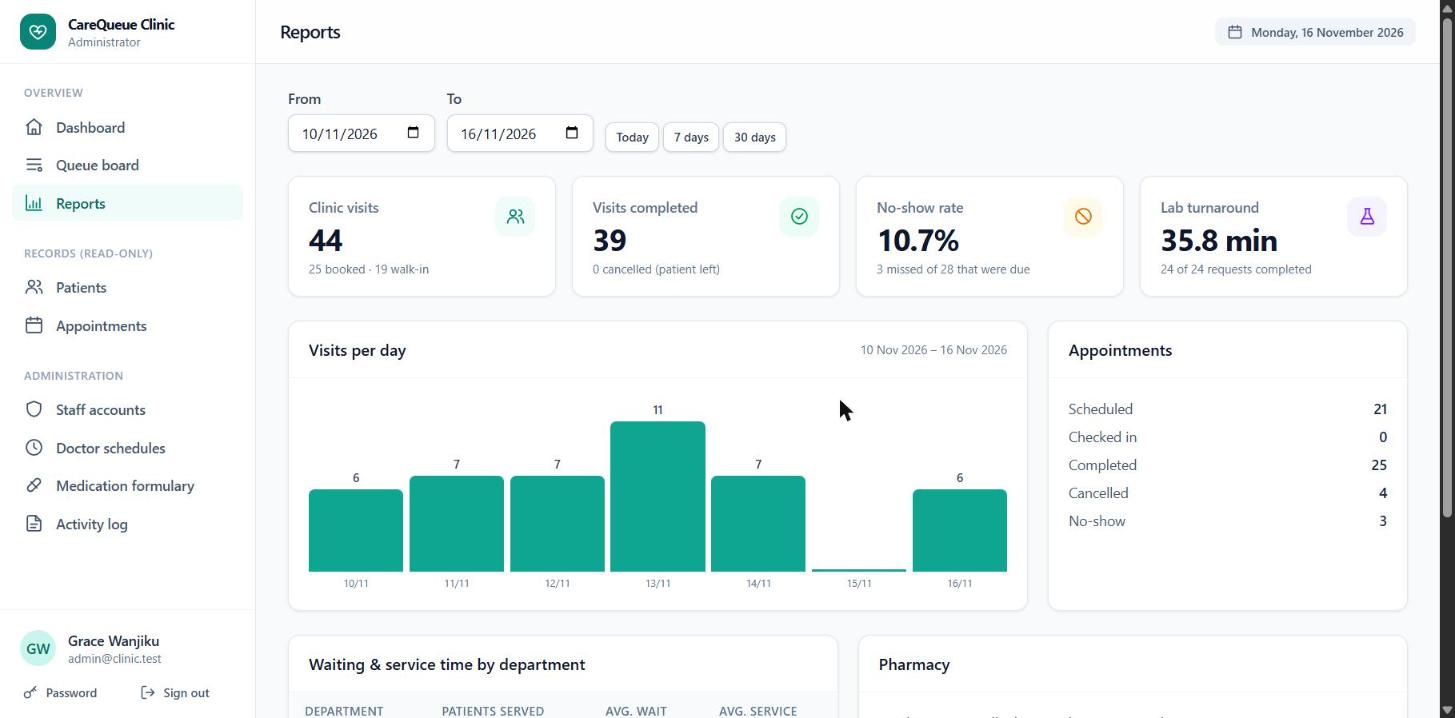 CareQueue Clinic
Administrator
OVERVIEW
Dashboard
Queue board
Reports
RECORDS (READ-ONLY)
Patients
Appointments
ADMINISTRATION
Staff accounts
Doctor schedules
Medication formulary
Activity log
GW
Grace Wanjiku
admin@clinic.test
Password
Sign out
Reports
Monday, 16 November 2026
From
To
10/11/2026
16/11/2026
Today
7 days
30 days
Clinic visits
44
25 booked · 19 walk-in
Visits completed
39
0 cancelled (patient left)
No-show rate
10.7%
3 missed of 28 that were due
Lab turnaround
35.8 min
24 of 24 requests completed
Visits per day
10 Nov 2026 – 16 Nov 2026
6
7
7
11
7
6
10/11
11/11
12/11
13/11
14/11
15/11
16/11
Appointments
Scheduled 21
Checked in 0
Completed 25
Cancelled 4
No-show 3
Waiting & service time by department
DEPARTMENT PATIENTS SERVED AVG. WAIT AVG. SERVICE
Pharmacy